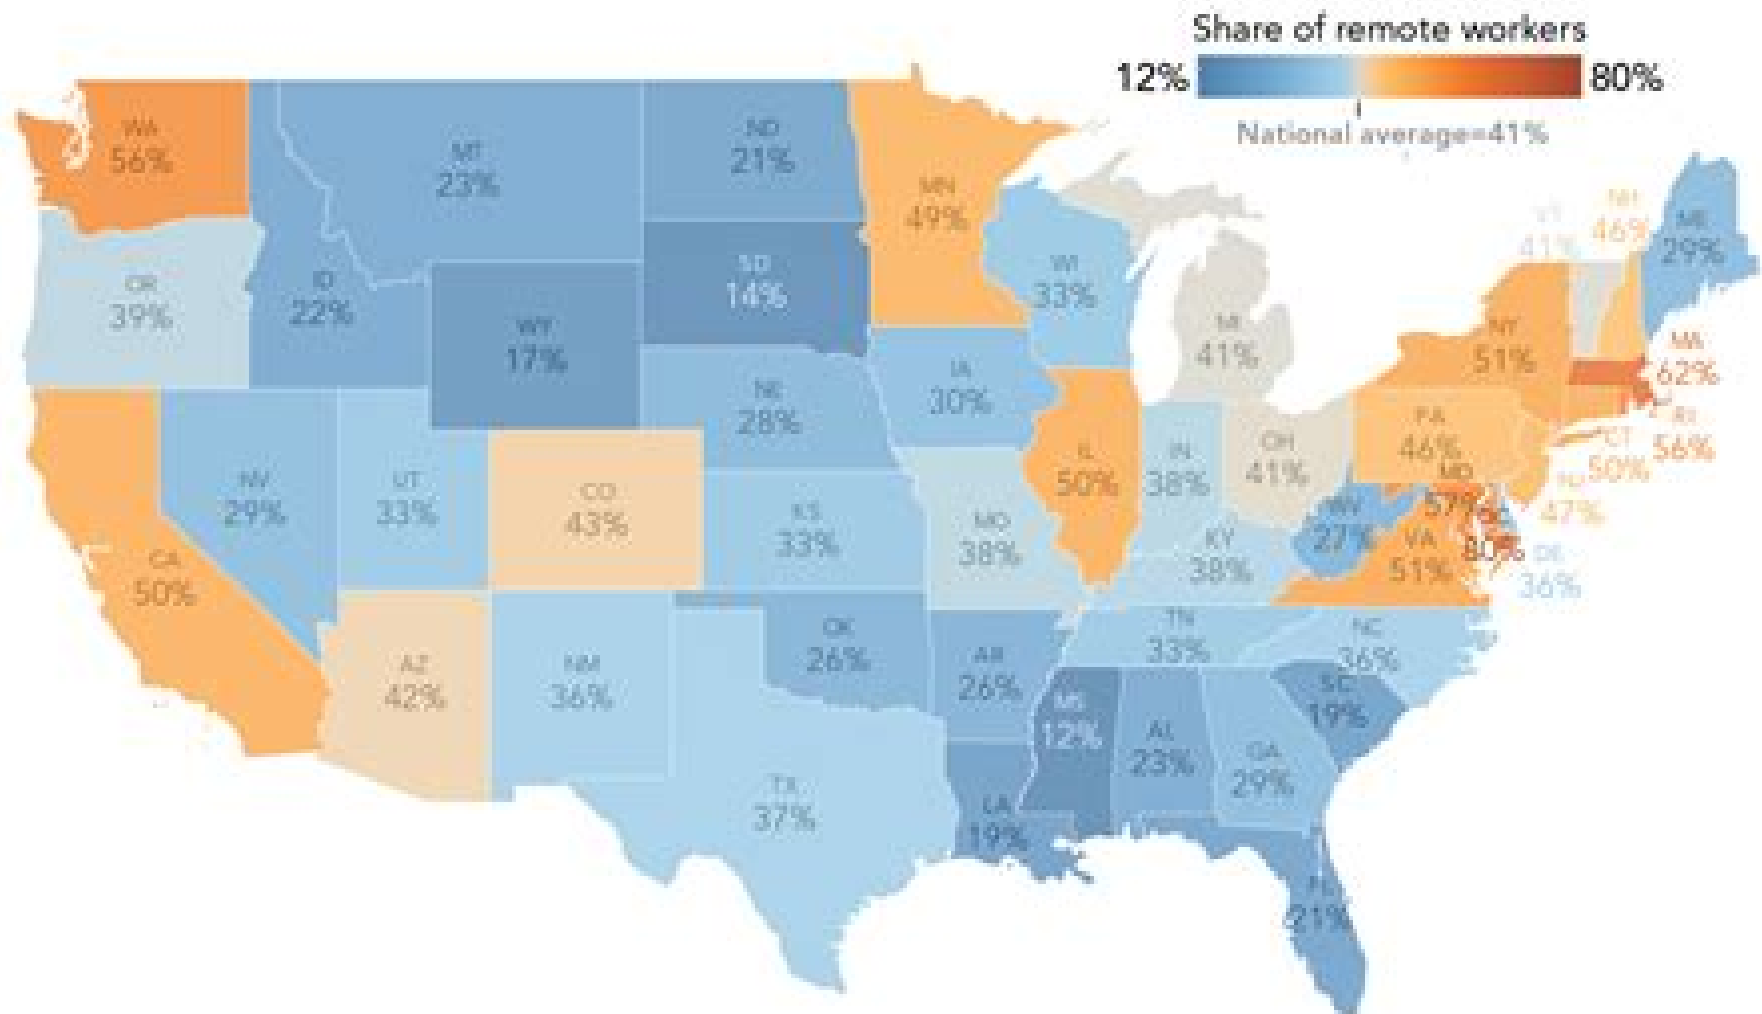 Share of remote workers
12%
80%
National average=41%
WA
56%
MT
23%
ND
21%
MN
49%
OR
39%
ID
22%
WY
17%
SD
14%
WI
33%
MI
41%
VT
41%
NH
46%
ME
29%
NY
51%
MA
62%
RI
56%
CT
50%
NJ
47%
PA
46%
MD
57%
80%
DE
36%
CA
50%
NV
29%
UT
33%
CO
43%
NE
28%
KS
33%
IA
30%
MO
38%
IL
50%
IN
38%
OH
41%
WV
27%
VA
51%
KY
38%
TN
33%
NC
36%
SC
19%
AZ
42%
NM
36%
OK
26%
AR
26%
TX
37%
LA
19%
MS
12%
AL
23%
GA
29%
FL
21%